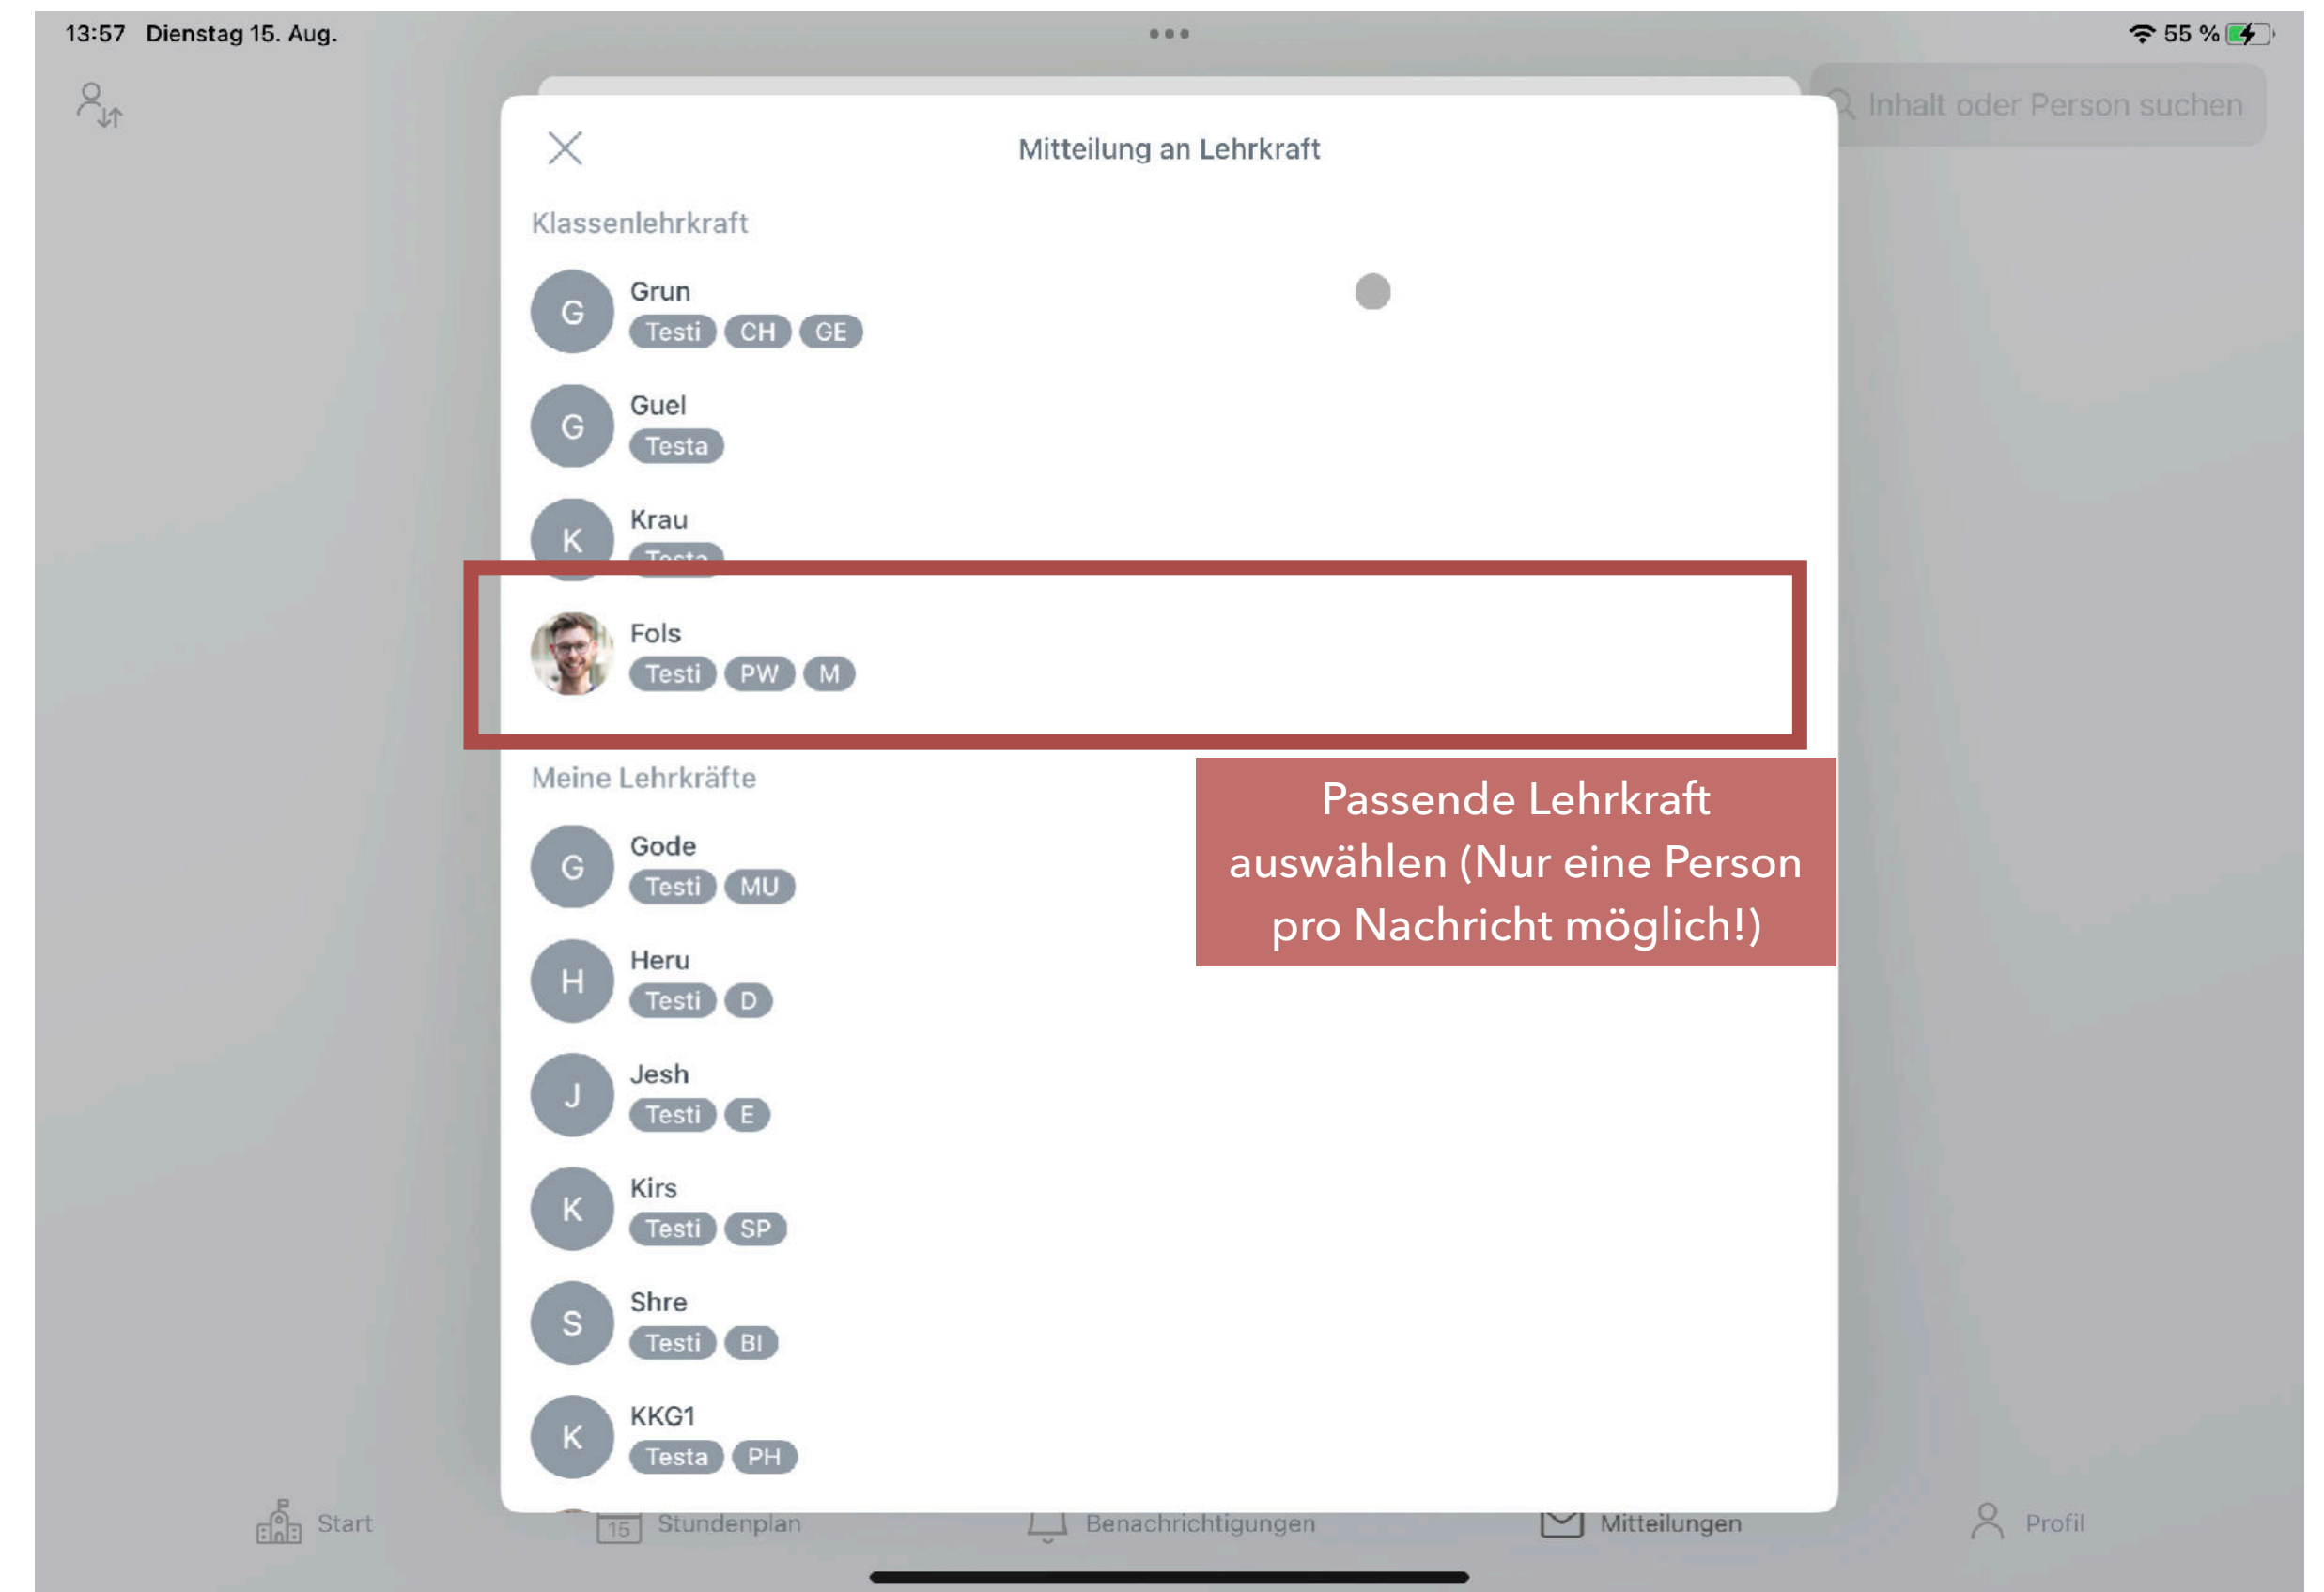 13:57 Dienstag 15. Aug.
55 %
Inhalt oder Person suchen
Mitteilung an Lehrkraft
Klassenlehrkraft
G
Grun
Testi CH GE
G
Guel
Testa
K
Krau
Testa
Fols
Testi PW M
Meine Lehrkräfte
Passende Lehrkraft
auswählen (Nur eine Person
pro Nachricht möglich!)
G
Gode
Testi MU
H
Heru
Testi D
J
Jesh
Testi E
K
Kirs
Testi SP
S
Shre
Testi BI
K
KKG1
Testa PH
Start
15 Stundenplan
Benachrichtigungen
Mitteilungen
Profil